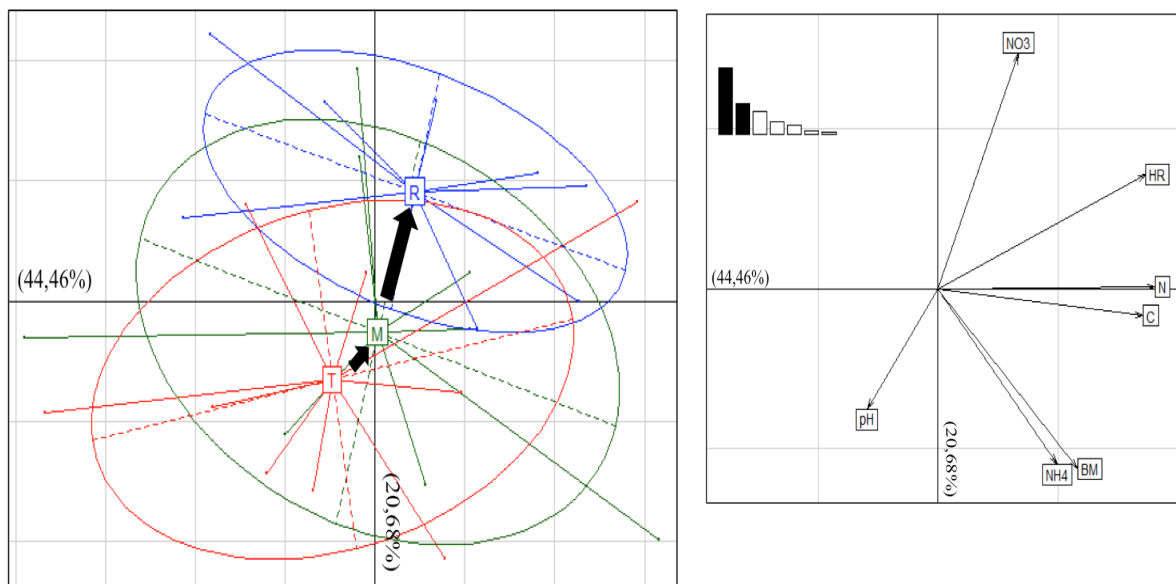 R
(44,46%)
M
T
(20,68%)
NO3
HR
(44,46%)
N
C
pH
(20,68%)
NH4
BM